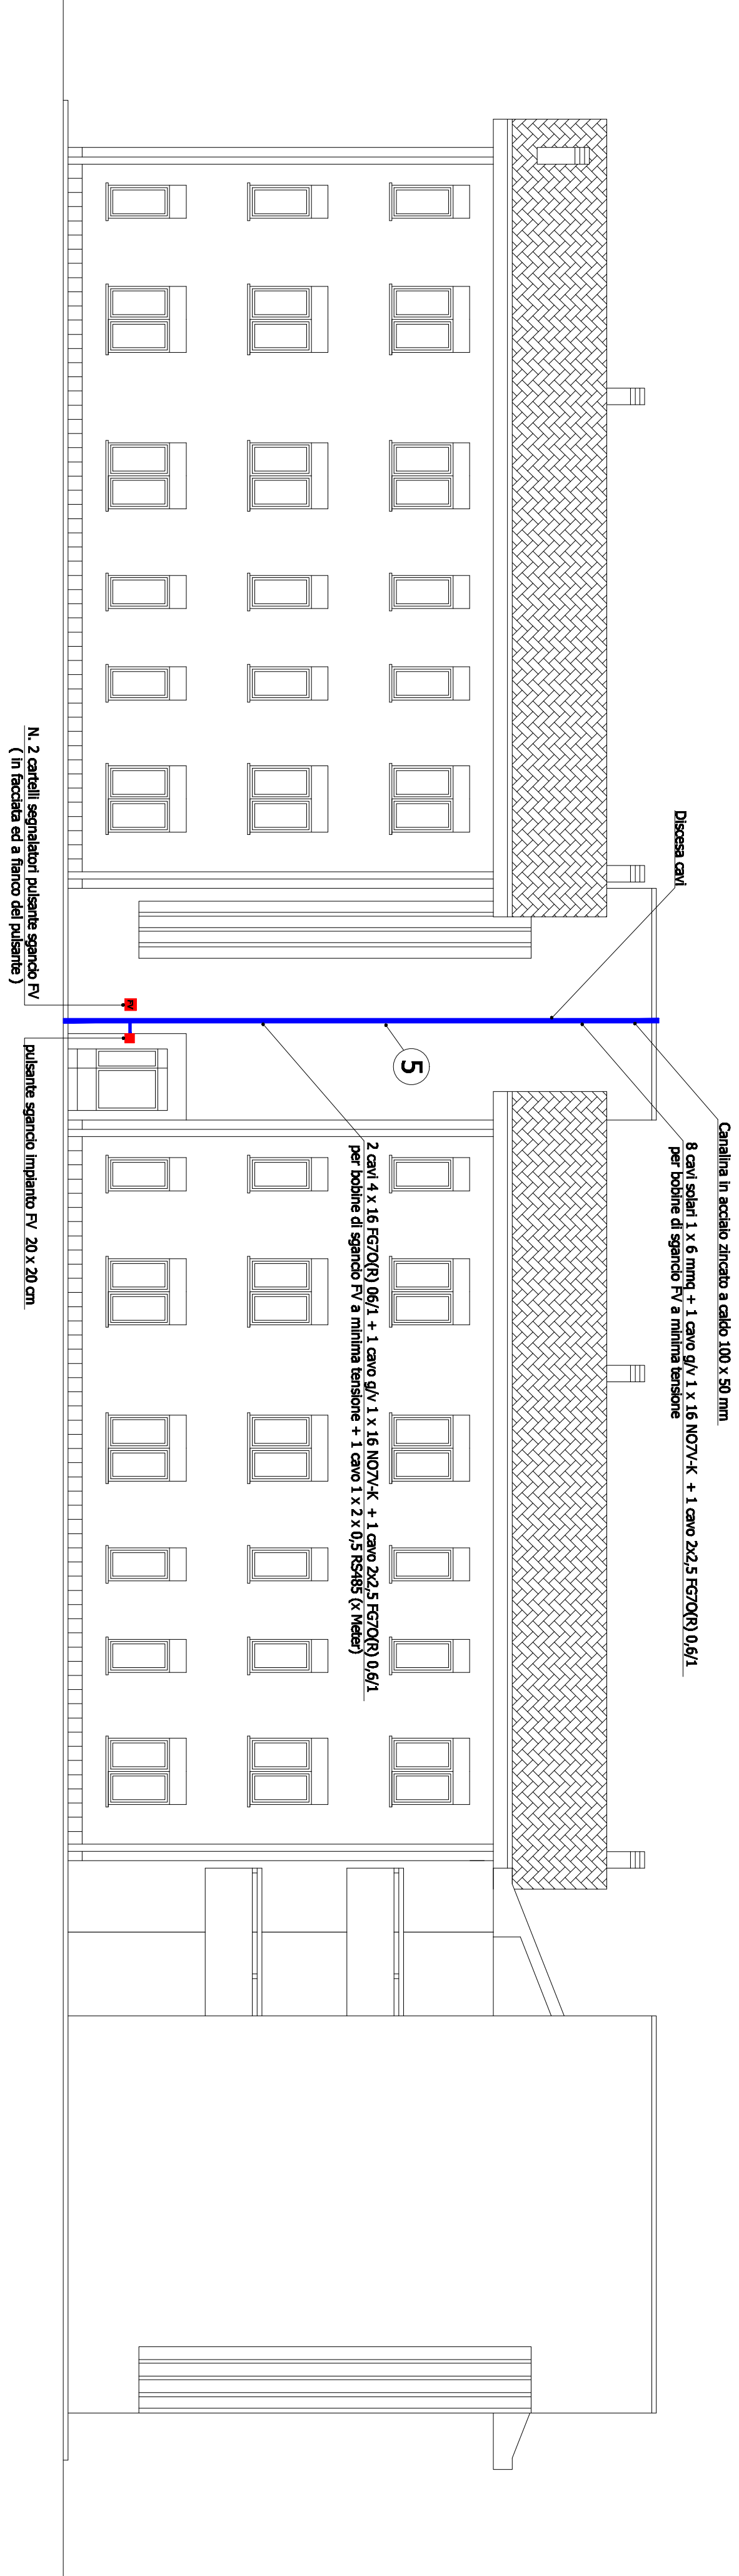 Canalina in acciaio zincato a caldo 100 x 50 mm
8 cavi solari 1 x 6 mmq + 1 cavo g/v 1 x 16 NO7V-K + 1 cavo 2x2,5 FG7O(R) 0,6/1
per bobine di sgancio FV a minima tensione
Discesa cavi
5
2 cavi 4 x 16 FG7O(R) 06/1 + 1 cavo g/v 1 x 16 NO7V-K + 1 cavo 2x2,5 FG7O(R) 0,6/1
per bobine di sgancio FV a minima tensione + 1 cavo 1 x 2 x 0,5 RS485 (x Meter)
FV
N. 2 cartelli segnalatori pulsante sgancio FV
( in facciata ed a fianco del pulsante )
pulsante sgancio impianto FV 20 x 20 cm